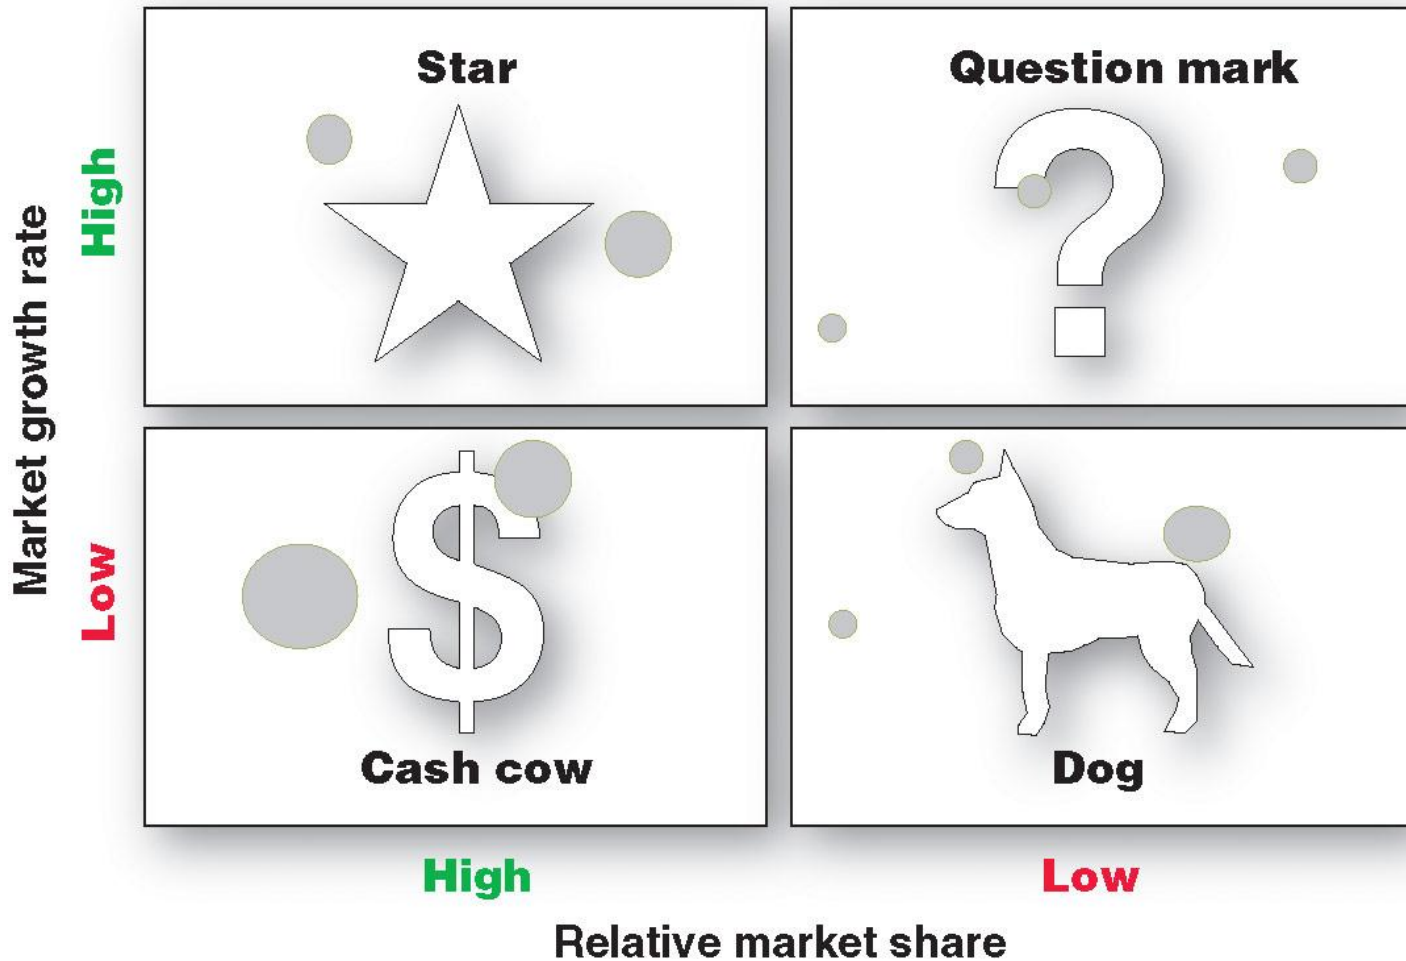 Star
Question mark
High
Market growth rate
Low
Cash cow
Dog
High
Low
Relative market share